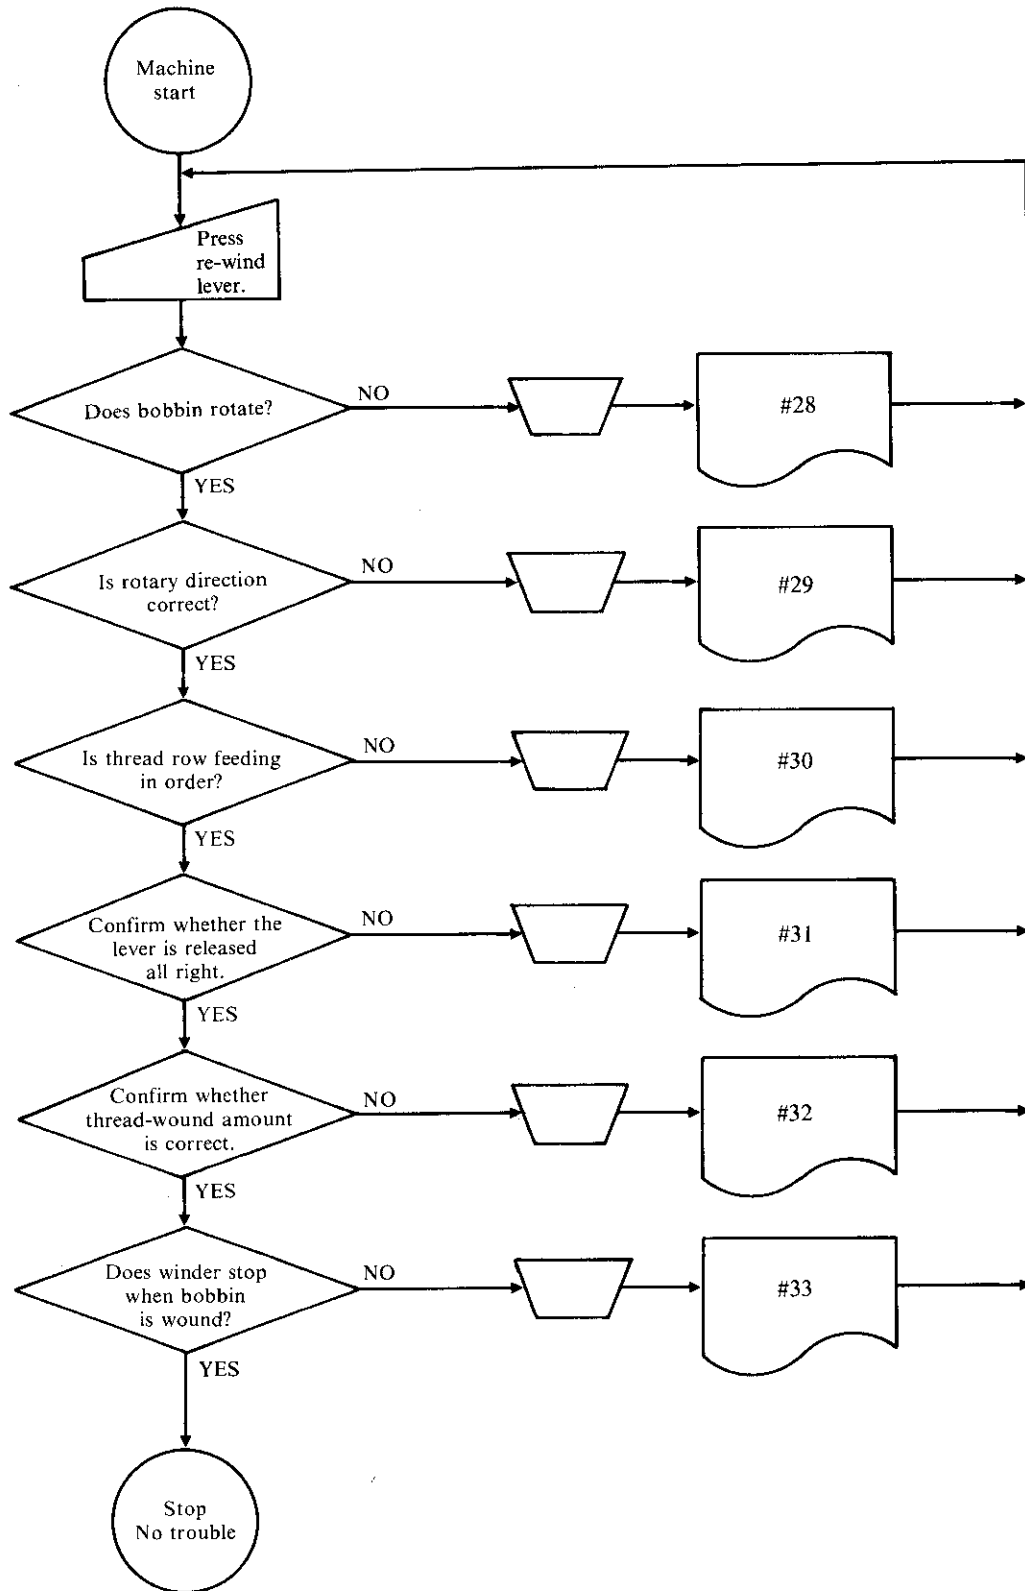 Machine
start
Press
re-wind
lever.
Does bobbin rotate?
NO
#28
YES
Is rotary direction
correct?
NO
#29
YES
Is thread row feeding
in order?
NO
#30
YES
Confirm whether the
lever is released
all right.
NO
#31
YES
Confirm whether
thread-wound amount
is correct.
NO
#32
YES
Does winder stop
when bobbin
is wound?
NO
#33
YES
Stop
No trouble